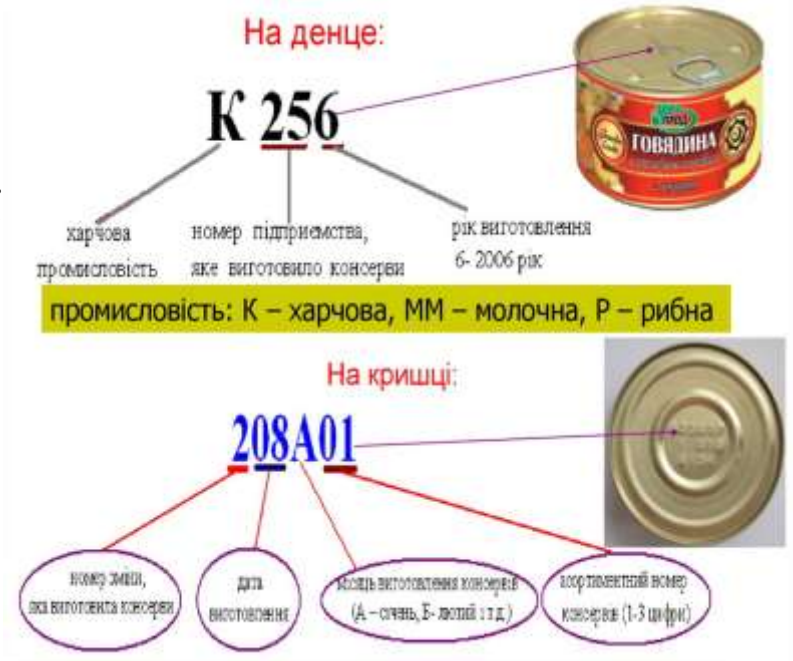 На денце:
К 256
ГОВЯДИНА
харчова
промисловість
номер підприємства,
яке виготовило консерви
рік виготовлення
6- 2006 рік
промисловість: К – харчова, ММ – молочна, Р – рибна
На кришці:
208А01
номер зміни,
яка виготовила консерви
дата
виготовлення
місяць виготовлення консервів
(А – січень, Б- лютий і т д )
асортиментний номер
консервів (1-3 цифри)